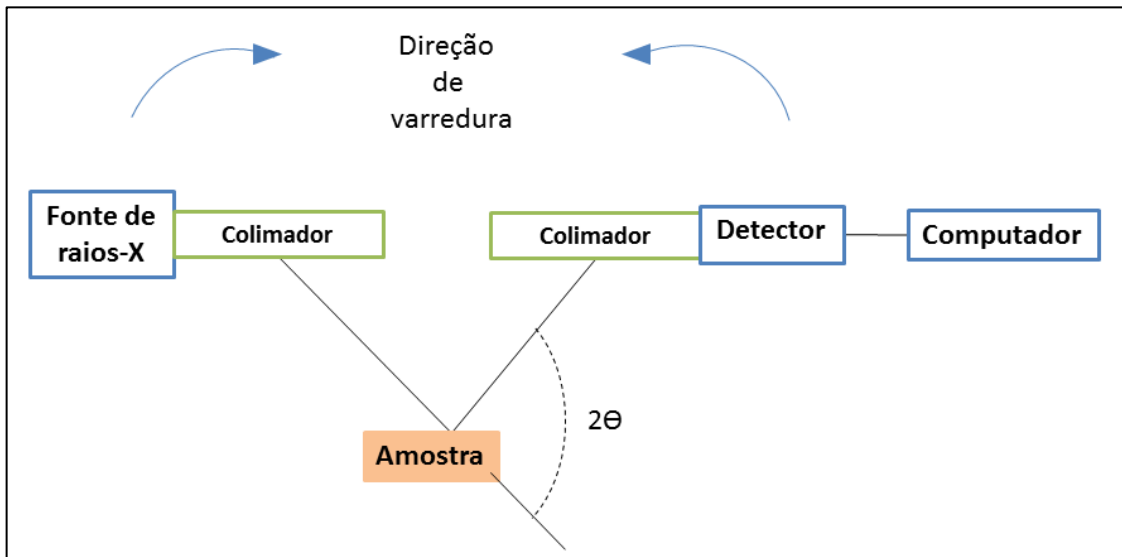 Direção
de
varredura
Fonte de
raios-X
Colimador
Colimador
Detector
Computador
2Θ
Amostra